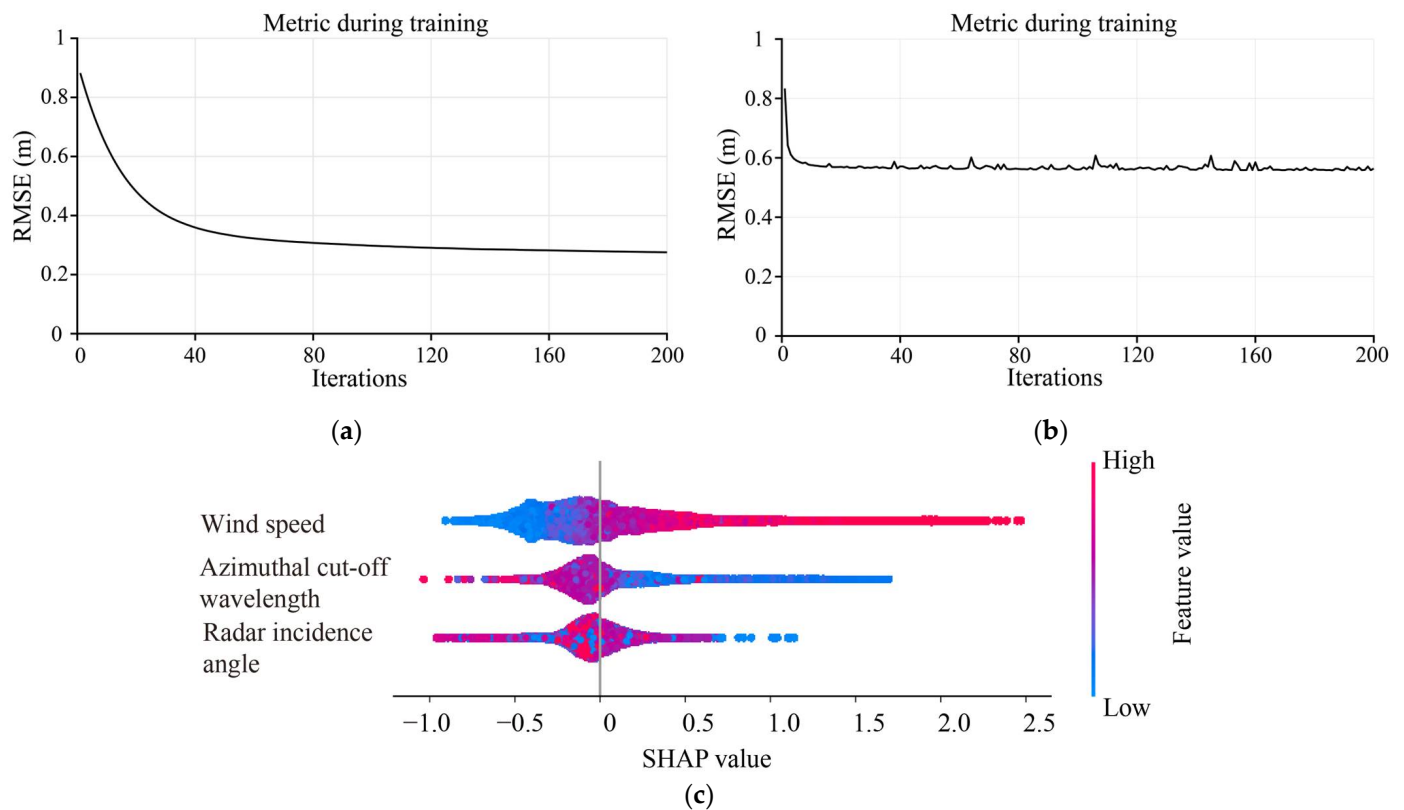 Metric during training
1
0.8
0.6
0.4
0.2
0
RMSE (m)
0 40 80 120 160 200
Iterations
(a)
Metric during training
1
0.8
0.6
0.4
0.2
0
RMSE (m)
0 40 80 120 160 200
Iterations
(b)
Wind speed
Azimuthal cut-off
wavelength
Radar incidence
angle
−1.0 −0.5 0 0.5 1.0 1.5 2.0 2.5
SHAP value
High
Feature value
Low
(c)